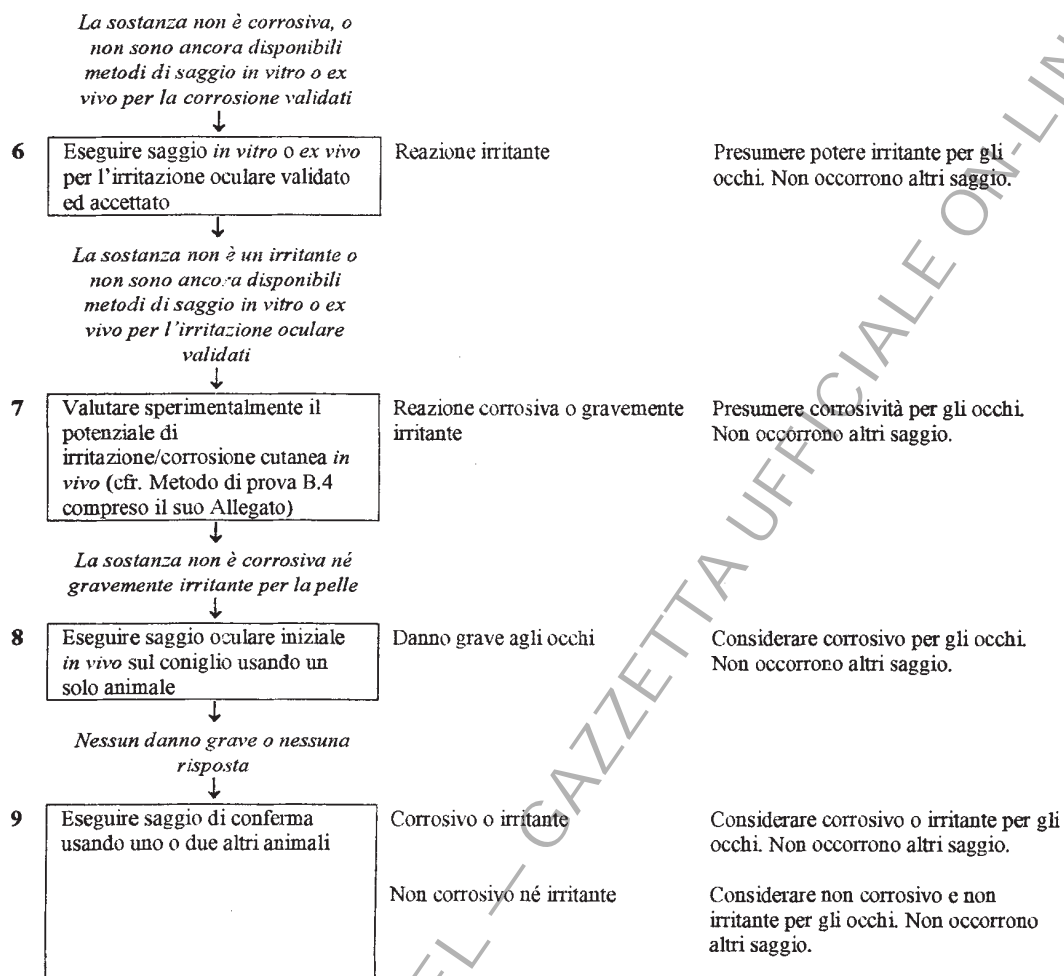 La sostanza non è corrosiva, o
non sono ancora disponibili
metodi di saggio in vitro o ex
vivo per la corrosione validati
↓
6
Eseguire saggio in vitro o ex vivo
per l'irritazione oculare validato
ed accettato
Reazione irritante
Presumere potere irritante per gli
occhi. Non occorrono altri saggio.
↓
La sostanza non è un irritante o
non sono ancora disponibili
metodi di saggio in vitro o ex
vivo per l'irritazione oculare
validati
↓
7
Valutare sperimentalmente il
potenziale di
irritazione/corrosione cutanea in
vivo (cfr. Metodo di prova B.4
compreso il suo Allegato)
Reazione corrosiva o gravemente
irritante
Presumere corrosività per gli occhi.
Non occorrono altri saggio.
↓
La sostanza non è corrosiva né
gravemente irritante per la pelle
↓
8
Eseguire saggio oculare iniziale
in vivo sul coniglio usando un
solo animale
Danno grave agli occhi
Considerare corrosivo per gli occhi.
Non occorrono altri saggio.
↓
Nessun danno grave o nessuna
risposta
↓
9
Eseguire saggio di conferma
usando uno o due altri animali
Corrosivo o irritante
Considerare corrosivo o irritante per gli
occhi. Non occorrono altri saggio.
Non corrosivo né irritante
Considerare non corrosivo e non
irritante per gli occhi. Non occorrono
altri saggio.
GAZZETTA UFFICIALE ON-LIN